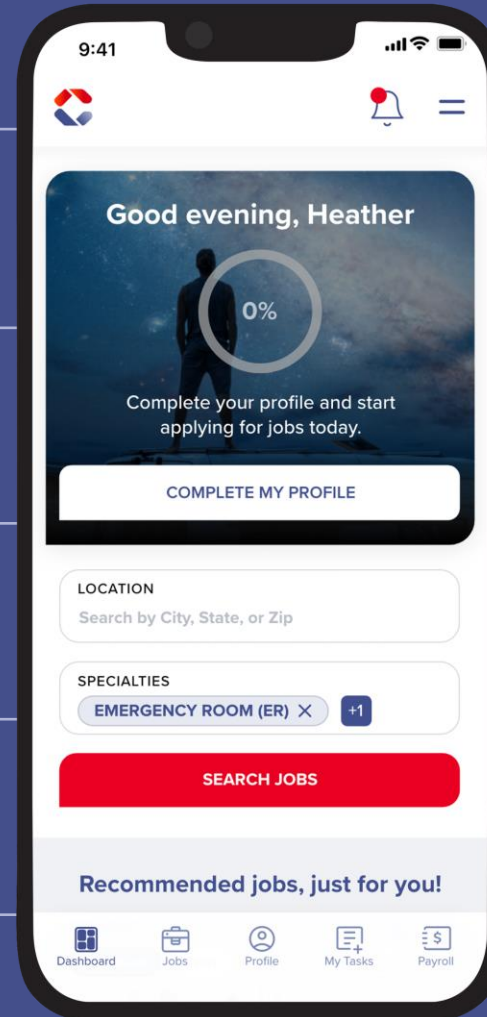 9:41
Good evening, Heather
0%
Complete your profile and start
applying for jobs today.
COMPLETE MY PROFILE
LOCATION
Search by City, State, or Zip
SPECIALTIES
EMERGENCY ROOM (ER) X +1
SEARCH JOBS
Recommended jobs, just for you!
Dashboard Jobs Profile My Tasks Payroll